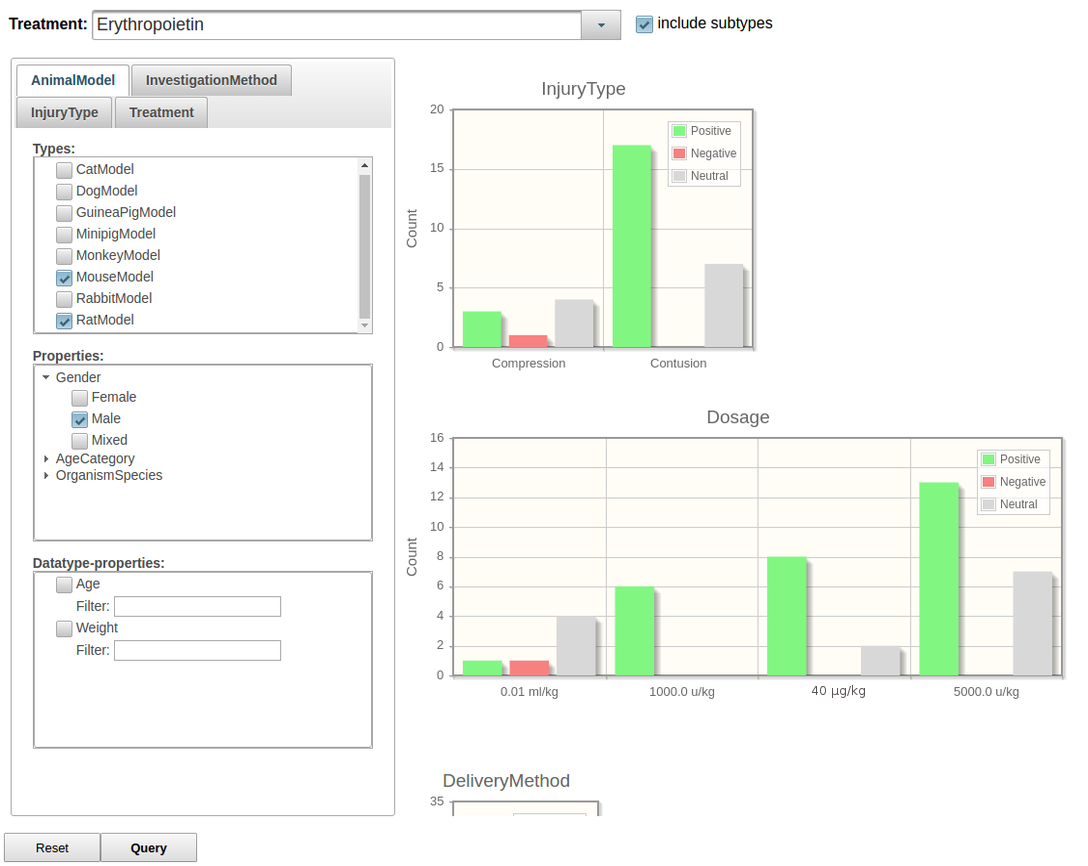 Treatment: Erythropoietin include subtypes
AnimalModel InvestigationMethod
InjuryType Treatment
Types:
CatModel
DogModel
GuineaPigModel
MinipigModel
MonkeyModel
MouseModel
RabbitModel
RatModel
Properties:
Gender
Female
Male
Mixed
AgeCategory
OrganismSpecies
Datatype-properties:
Age
Filter:
Weight
Filter:
Reset Query
InjuryType
Count
20
15
10
5
0
Positive
Negative
Neutral
Compression Contusion
Dosage
Count
16
14
12
10
8
6
4
2
0
Positive
Negative
Neutral
0.01 ml/kg 1000.0 u/kg 40 µg/kg 5000.0 u/kg
DeliveryMethod
35